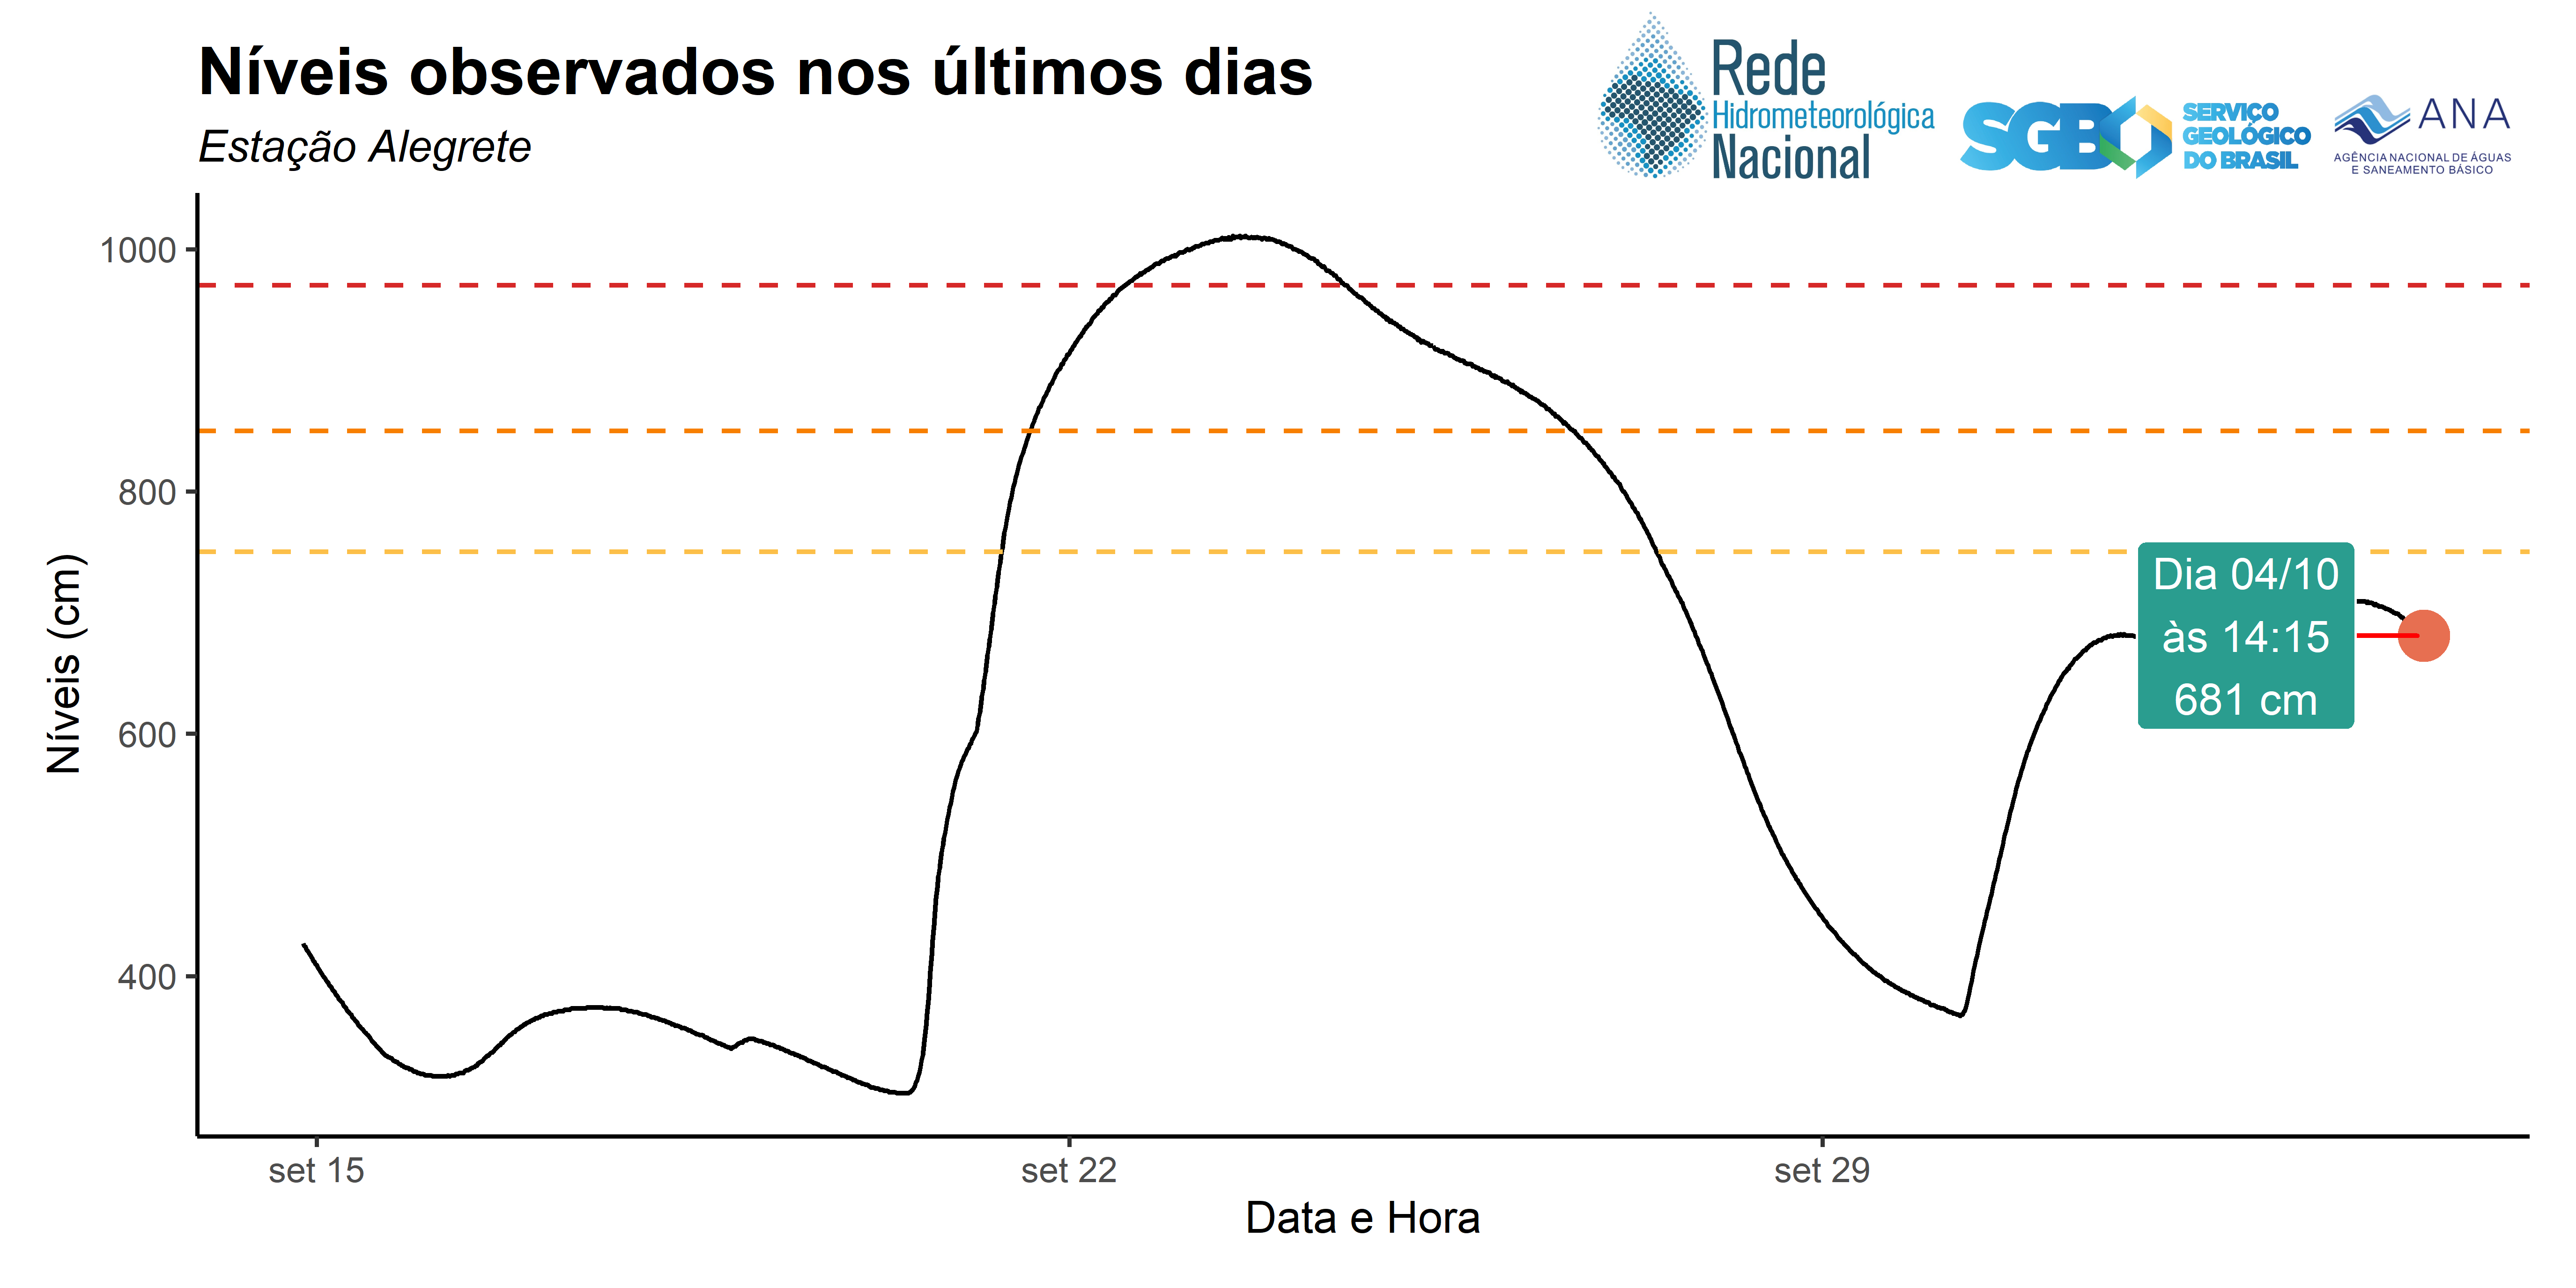 Níveis observados nos últimos dias
Estação Alegrete
Rede
Hidrometeorológica
Nacional
SGB
SERVIÇO
GEOLÓGICO
DO BRASIL
ANA
AGÊNCIA NACIONAL DE ÁGUAS
E SANEAMENTO BÁSICO
Níveis (cm)
1000
800
600
400
Dia 04/10
às 14:15
681 cm
set 15
set 22
set 29
Data e Hora